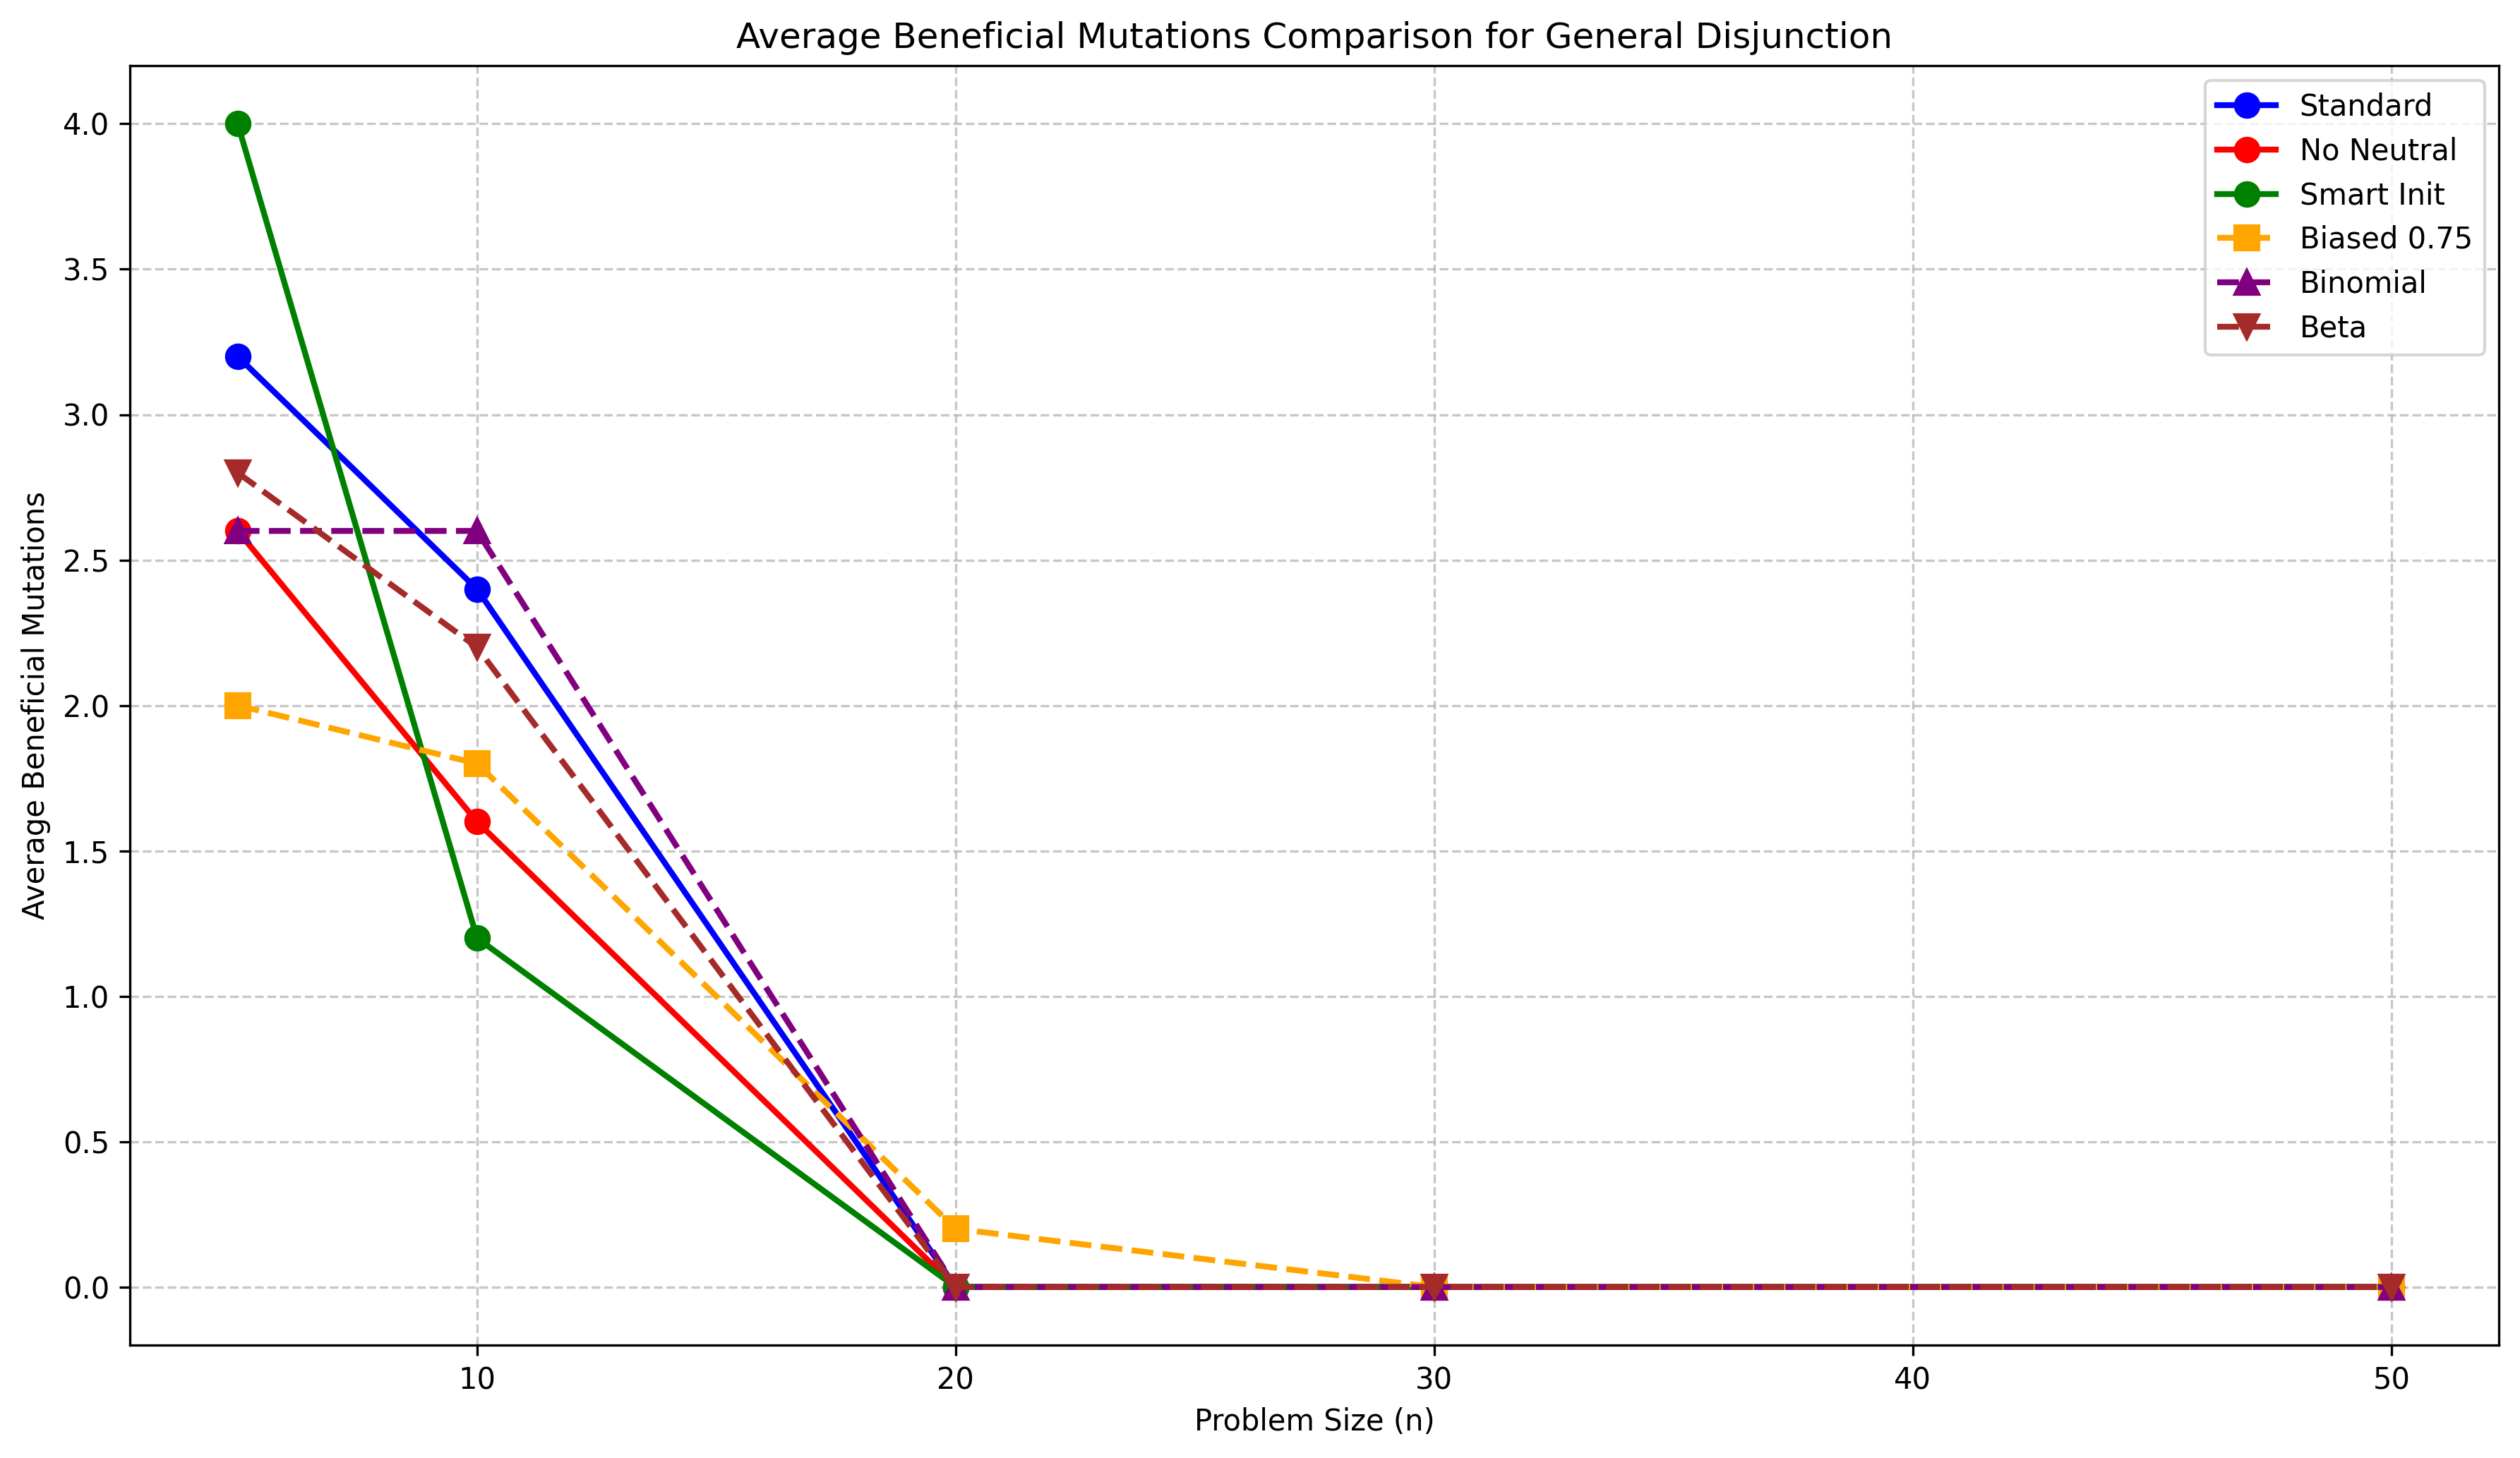 Average Beneficial Mutations Comparison for General Disjunction
Standard
No Neutral
Smart Init
Biased 0.75
Binomial
Beta
Average Beneficial Mutations
4.0
3.5
3.0
2.5
2.0
1.5
1.0
0.5
0.0
10 20 30 40 50
Problem Size (n)